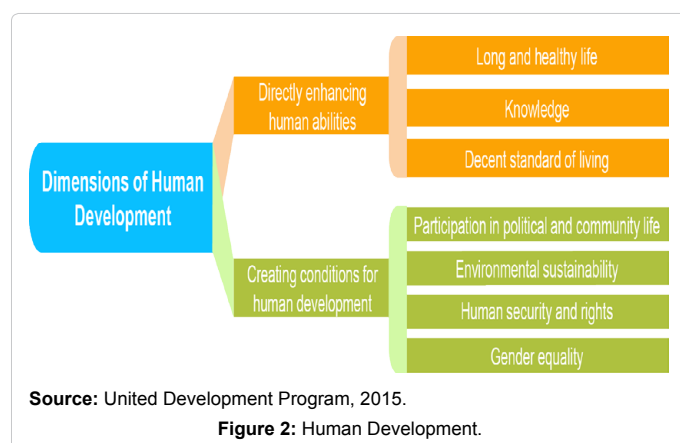 Dimensions of Human
Development
Directly enhancing
human abilities
Long and healthy life
Knowledge
Decent standard of living
Creating conditions for
human development
Participation in political and community life
Environmental sustainability
Human security and rights
Gender equality
Source: United Development Program, 2015.
Figure 2: Human Development.